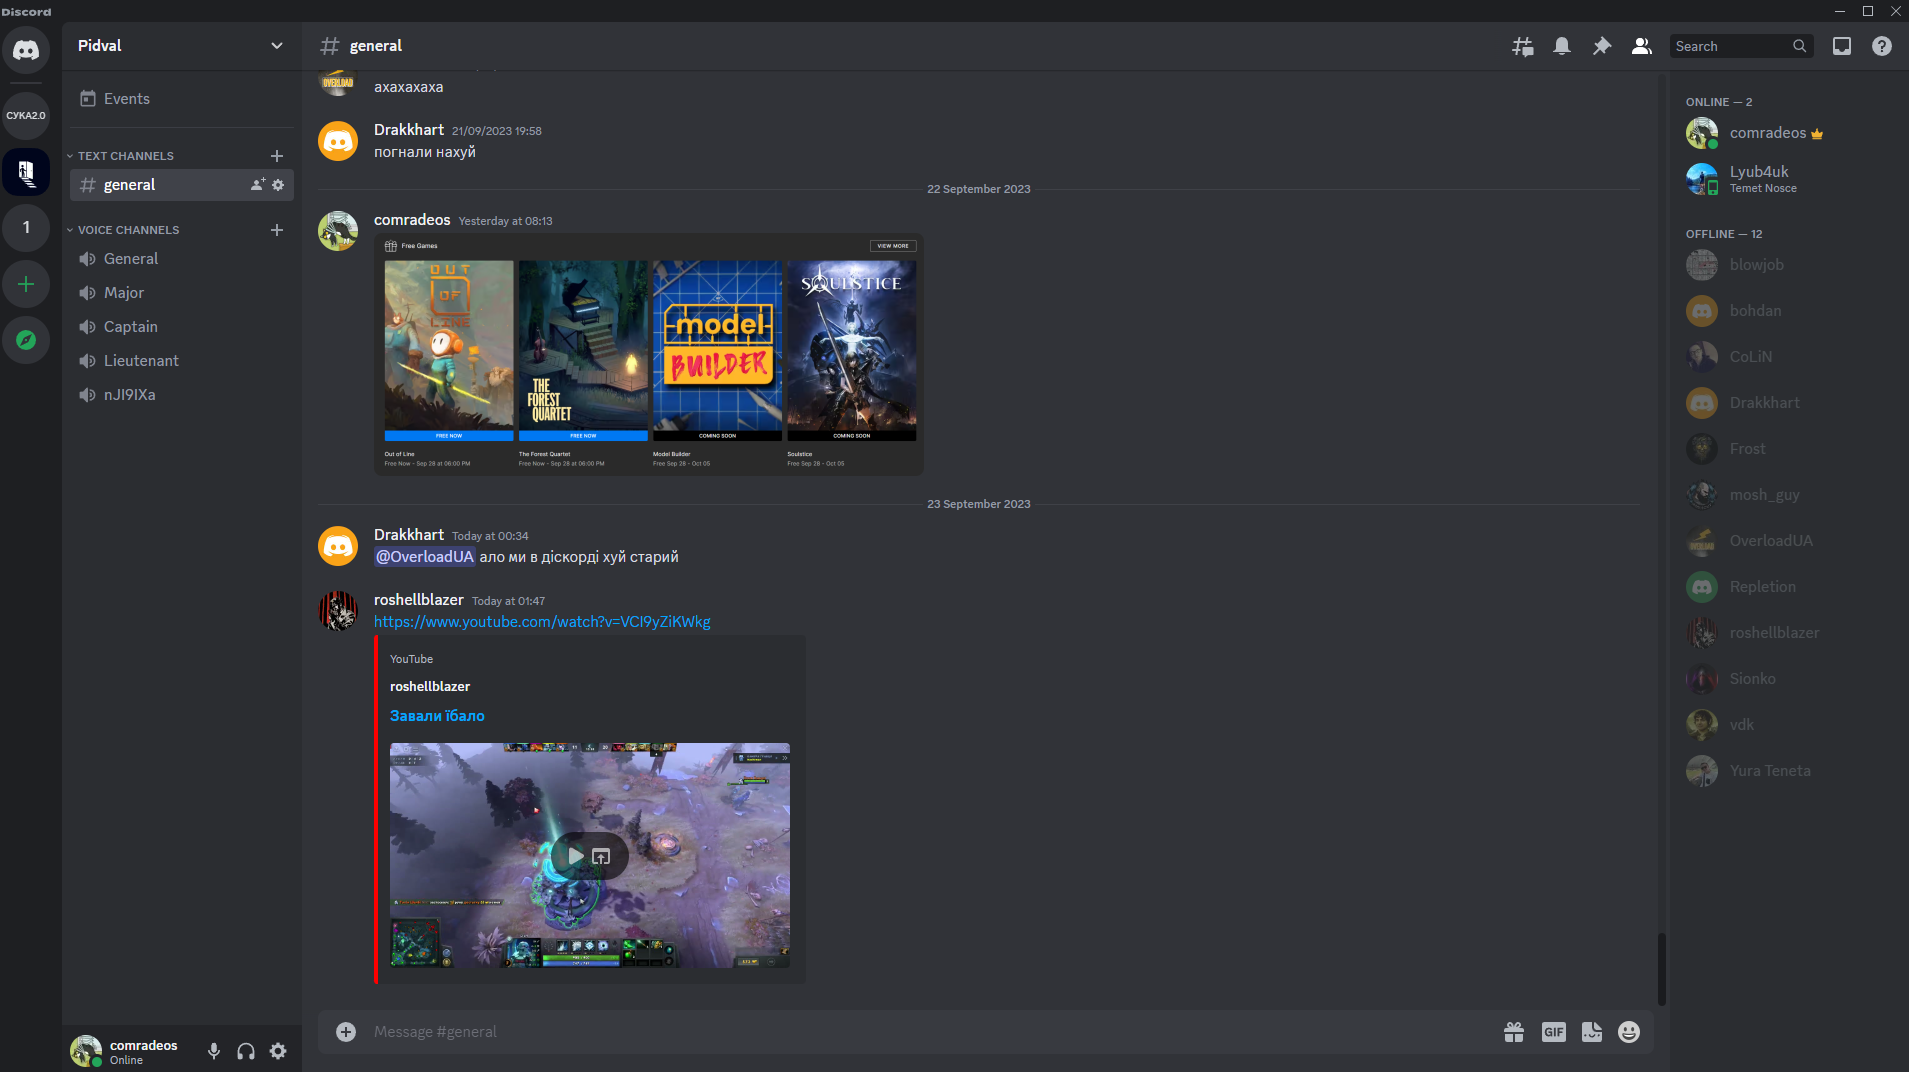 Discord
Pidval
general
Search
СУКА2.0
1
Events
TEXT CHANNELS
general
VOICE CHANNELS
General
Major
Captain
Lieutenant
nJI9IXa
OVERLOAD
ахахахаха
Drakkhart 21/09/2023 19:58
погнали нахуй
22 September 2023
comradeos Yesterday at 08:13
Free Games
VIEW MORE
OUT
OF
LINE
THE
FOREST
QUARTET
model
BUILDER
SOULSTICE
FREE NOW
FREE NOW
COMING SOON
COMING SOON
Out of Line
The Forest Quartet
Model Builder
Soulstice
Free Now - Sep 28 at 06:00 PM
Free Now - Sep 28 at 06:00 PM
Free Sep 28 - Oct 05
Free Sep 28 - Oct 05
23 September 2023
Drakkhart Today at 00:34
@OverloadUA ало ми в діскорді хуй старий
roshellblazer Today at 01:47
https://www.youtube.com/watch?v=VCI9yZiKWkg
YouTube
roshellblazer
Завали їбало
Message #general
GIF
comradeos
Online
ONLINE — 2
comradeos
Lyub4uk
Temet Nosce
OFFLINE — 12
blowjob
bohdan
CoLiN
Drakkhart
Frost
mosh_guy
OverloadUA
Repletion
roshellblazer
Sionko
vdk
Yura Teneta